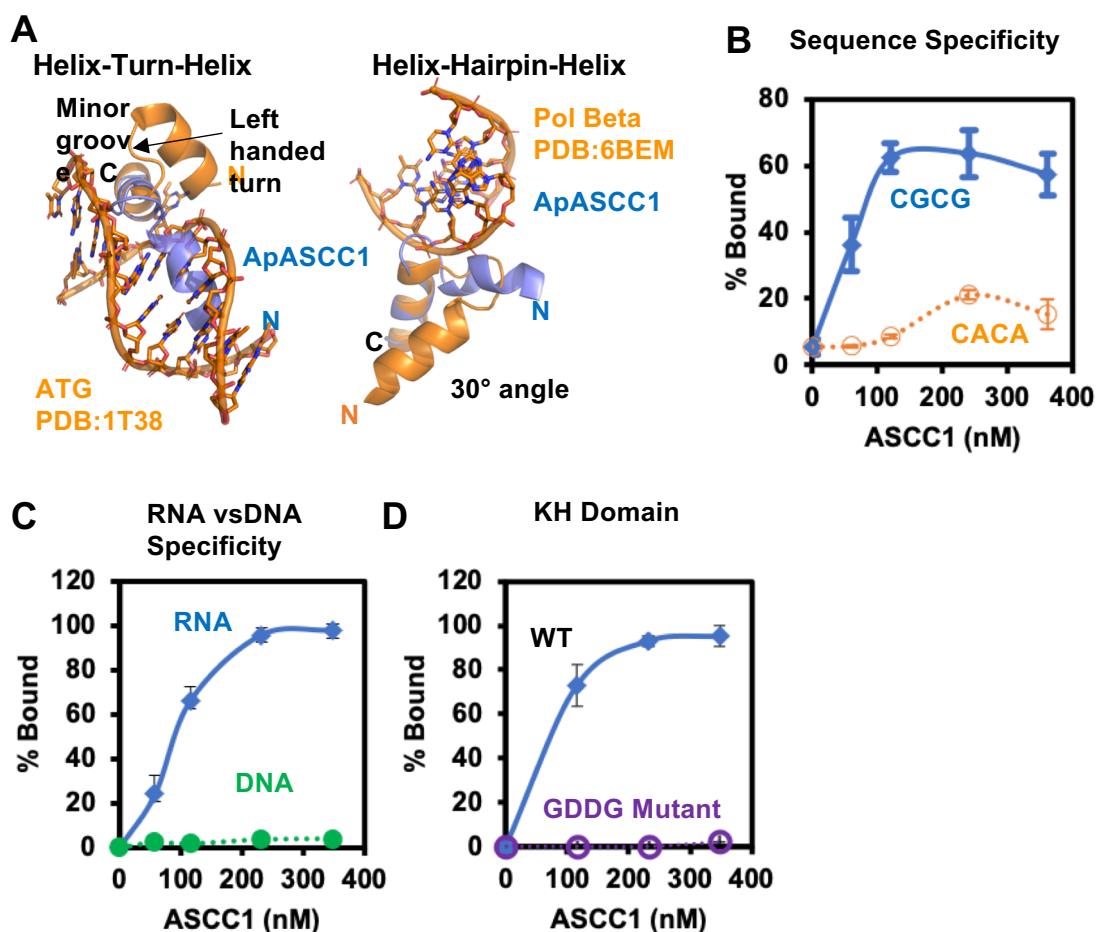 A
Helix-Turn-Helix
Helix-Hairpin-Helix
Minor
groov
e
C
Left
handed
turn
N
ApASCC1
N
ATG
PDB:1T38
Pol Beta
PDB:6BEM
ApASCC1
N
C
30° angle
N
B
Sequence Specificity
80
60
40
20
0
% Bound
CGCG
CACA
0 100 200 300 400
ASCC1 (nM)
C
RNA vsDNA
Specificity
120
100
80
60
40
20
0
% Bound
RNA
DNA
0 100 200 300 400
ASCC1 (nM)
D
KH Domain
120
100
80
60
40
20
0
% Bound
WT
GDDG Mutant
0 100 200 300 400
ASCC1 (nM)